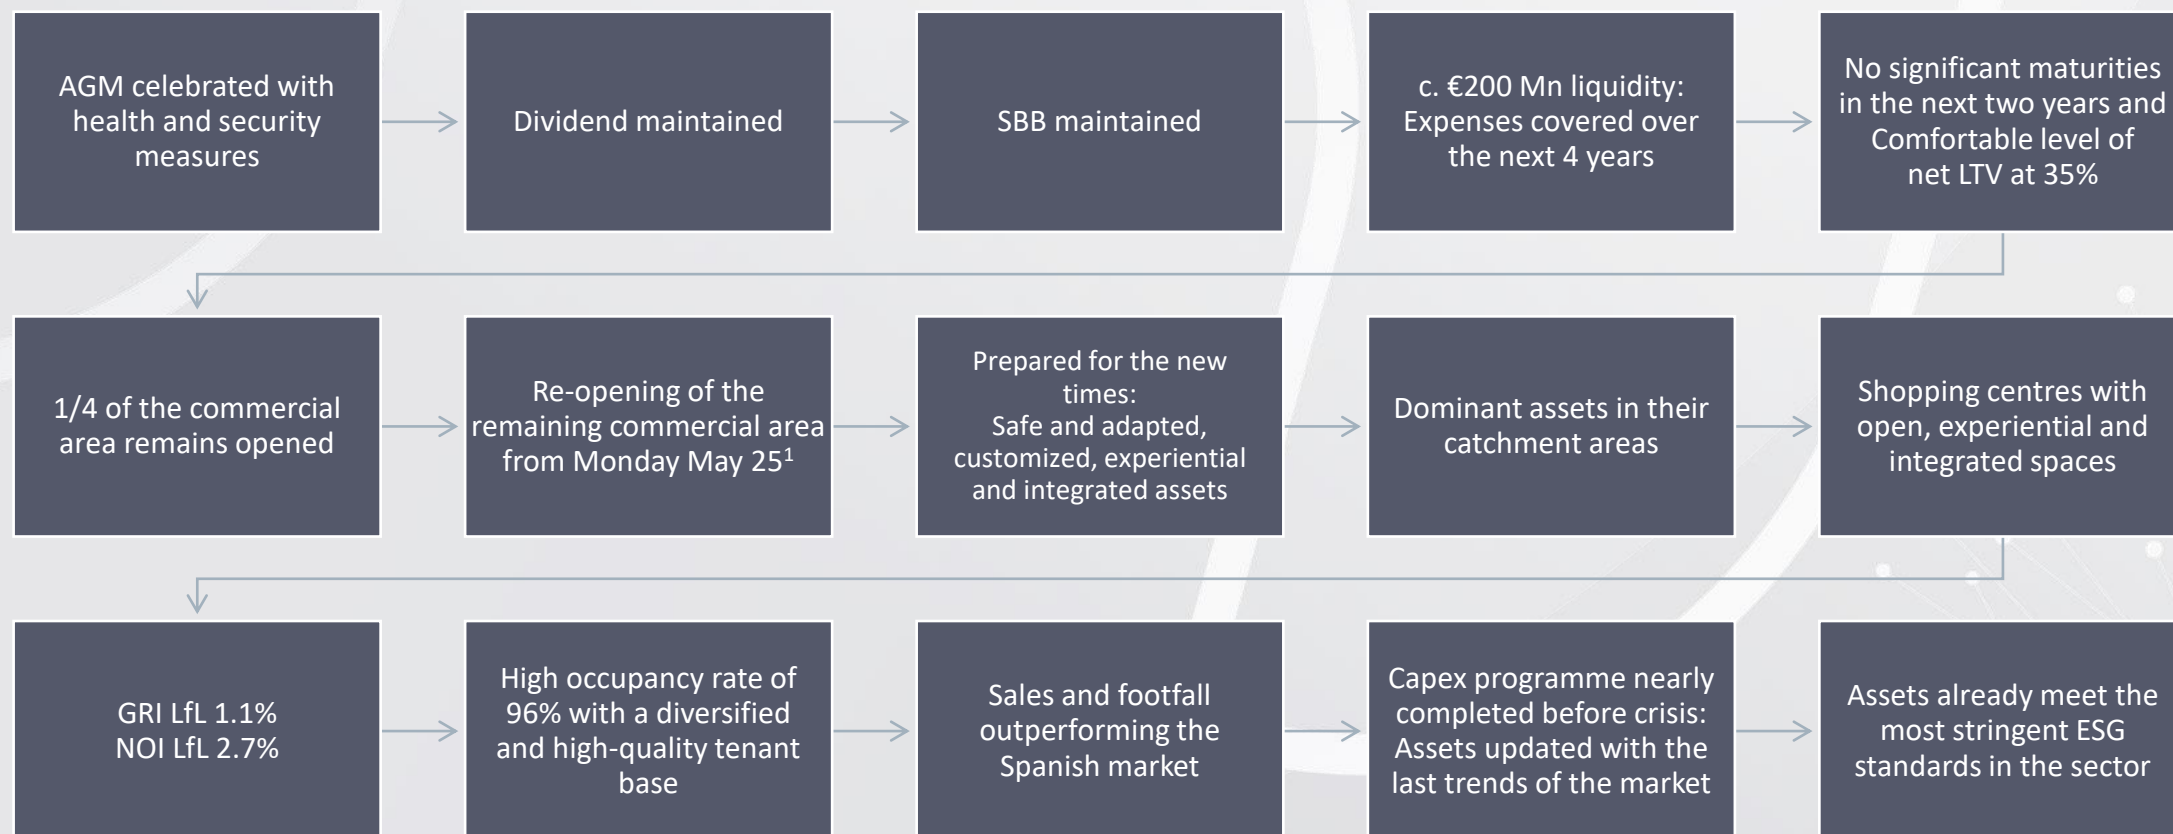 AGM celebrated with
health and security
measures
Dividend maintained
SBB maintained
c. €200 Mn liquidity:
Expenses covered over
the next 4 years
No significant maturities
in the next two years and
Comfortable level of
net LTV at 35%
1/4 of the commercial
area remains opened
Re-opening of the
remaining commercial area
from Monday May 25¹
Prepared for the new
times:
Safe and adapted,
customized, experiential
and integrated assets
Dominant assets in their
catchment areas
Shopping centres with
open, experiential and
integrated spaces
GRI LfL 1.1%
NOI LfL 2.7%
High occupancy rate of
96% with a diversified
and high-quality tenant
base
Sales and footfall
outperforming the
Spanish market
Capex programme nearly
completed before crisis:
Assets updated with the
last trends of the market
Assets already meet the
most stringent ESG
standards in the sector